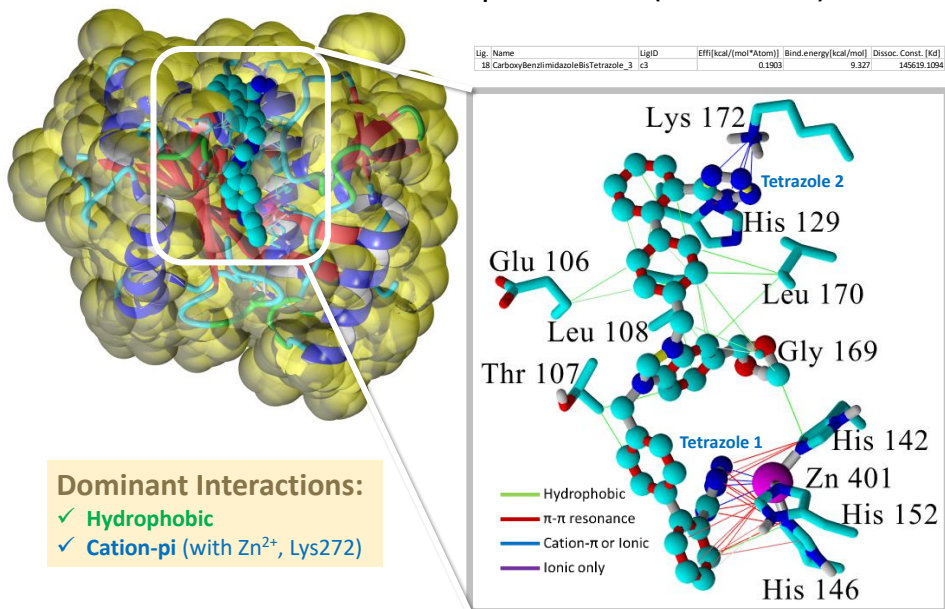 Lig. Name LigID Effi[kcal/(mol*Atom)] Bind.energy[kcal/mol] Dissoc. Const. [Kd]
18 CarboxyBenzlimidazoleBisTetrazole_3 c3 0.1903 9.327 145619.1094
Lys 172
Tetrazole 2
His 129
Glu 106
Leu 170
Leu 108
Gly 169
Thr 107
Tetrazole 1
His 142
Zn 401
His 152
His 146
Hydrophobic
π-π resonance
Cation-π or Ionic
Ionic only
Dominant Interactions:
✓ Hydrophobic
✓ Cation-pi (with Zn²⁺, Lys272)